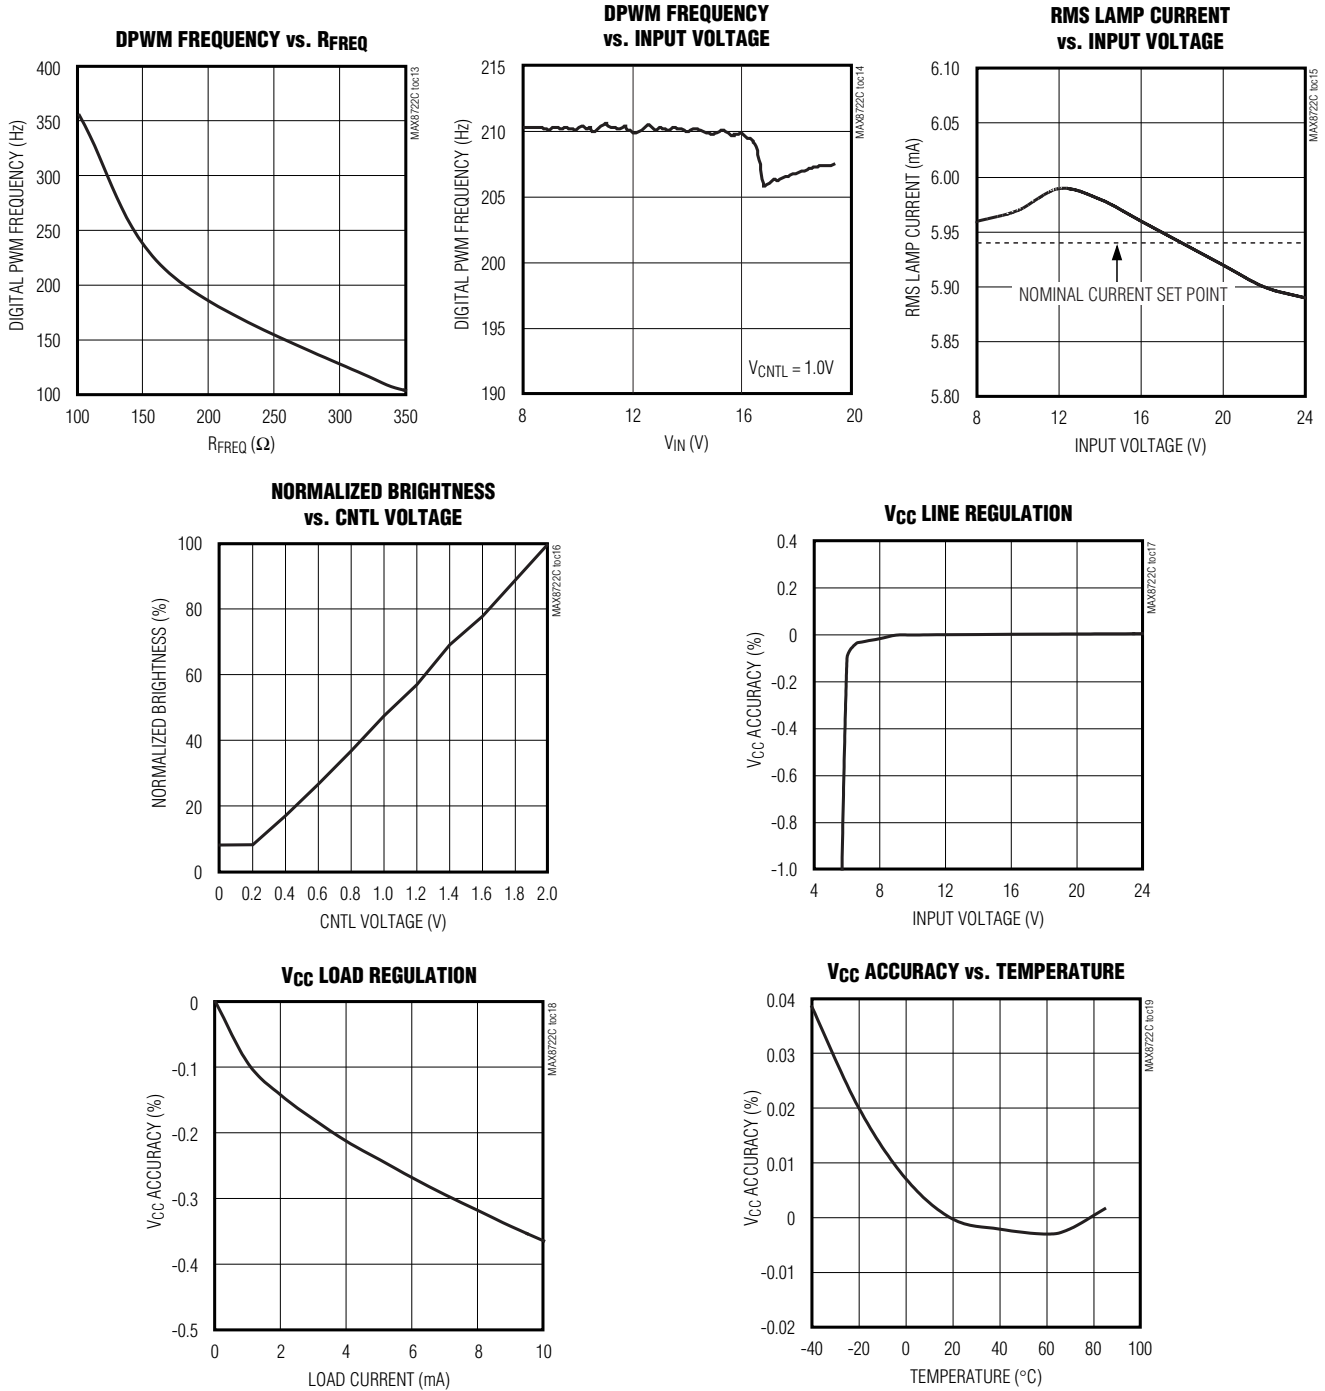 DPWM FREQUENCY vs. RFREQ
400
350
300
250
200
150
100
DIGITAL PWM FREQUENCY (Hz)
100 150 200 250 300 350
RFREQ (Ω)
MAX8722C toc13
DPWM FREQUENCY
vs. INPUT VOLTAGE
215
210
205
200
195
190
DIGITAL PWM FREQUENCY (Hz)
VCNTL = 1.0V
8 12 16 20
VIN (V)
MAX8722C toc14
RMS LAMP CURRENT
vs. INPUT VOLTAGE
6.10
6.05
6.00
5.95
5.90
5.85
5.80
RMS LAMP CURRENT (mA)
NOMINAL CURRENT SET POINT
8 12 16 20 24
INPUT VOLTAGE (V)
MAX8722C toc15
NORMALIZED BRIGHTNESS
vs. CNTL VOLTAGE
100
80
60
40
20
0
NORMALIZED BRIGHTNESS (%)
0 0.2 0.4 0.6 0.8 1.0 1.2 1.4 1.6 1.8 2.0
CNTL VOLTAGE (V)
MAX8722C toc16
VCC LINE REGULATION
0.4
0.2
0
-0.2
-0.4
-0.6
-0.8
-1.0
VCC ACCURACY (%)
4 8 12 16 20 24
INPUT VOLTAGE (V)
MAX8722C toc17
VCC LOAD REGULATION
0
-0.1
-0.2
-0.3
-0.4
-0.5
VCC ACCURACY (%)
0 2 4 6 8 10
LOAD CURRENT (mA)
MAX8722C toc18
VCC ACCURACY vs. TEMPERATURE
0.04
0.03
0.02
0.01
0
-0.01
-0.02
VCC ACCURACY (%)
-40 -20 0 20 40 60 80 100
TEMPERATURE (°C)
MAX8722C toc19